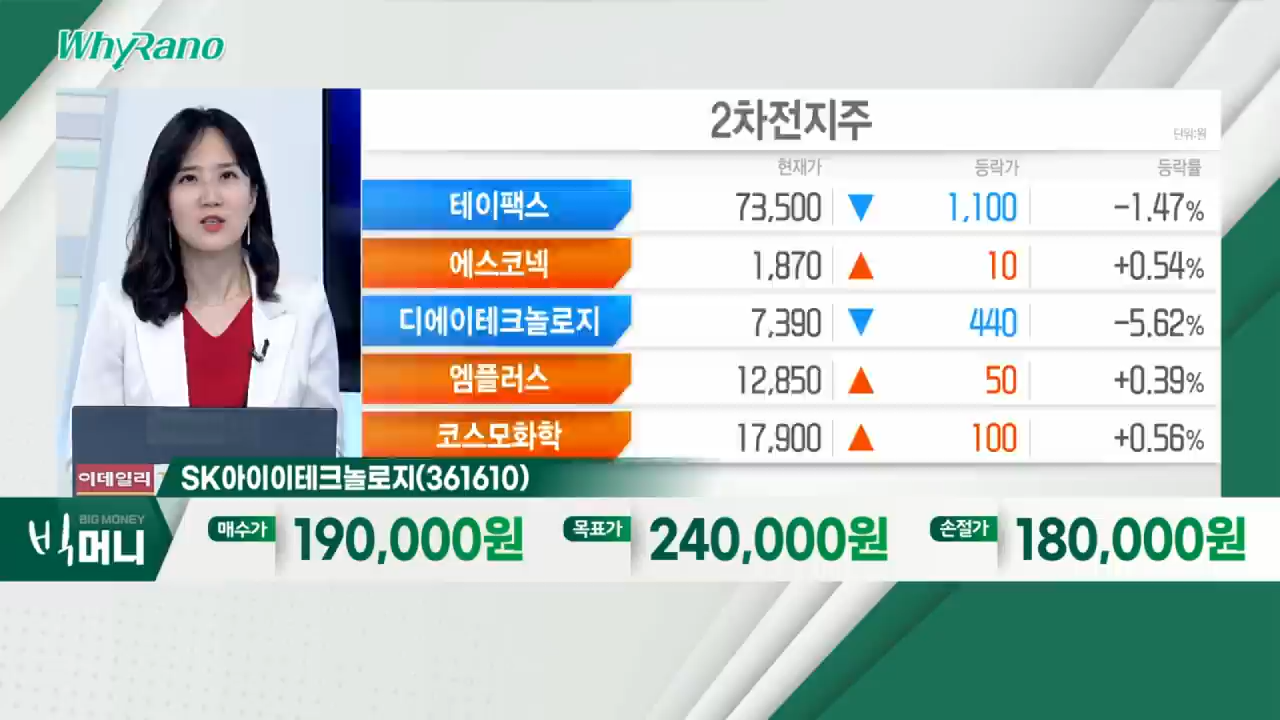 WhyRano
2차전지주
단위:원
현재가 등락가 등락률
테이팩스 73,500 ▼ 1,100 -1.47%
에스코넥 1,870 ▲ 10 +0.54%
디에이테크놀로지 7,390 ▼ 440 -5.62%
엠플러스 12,850 ▲ 50 +0.39%
코스모화학 17,900 ▲ 100 +0.56%
이데일리 SK아이이테크놀로지(361610)
BIG MONEY
빅머니 매수가 190,000원 목표가 240,000원 손절가 180,000원